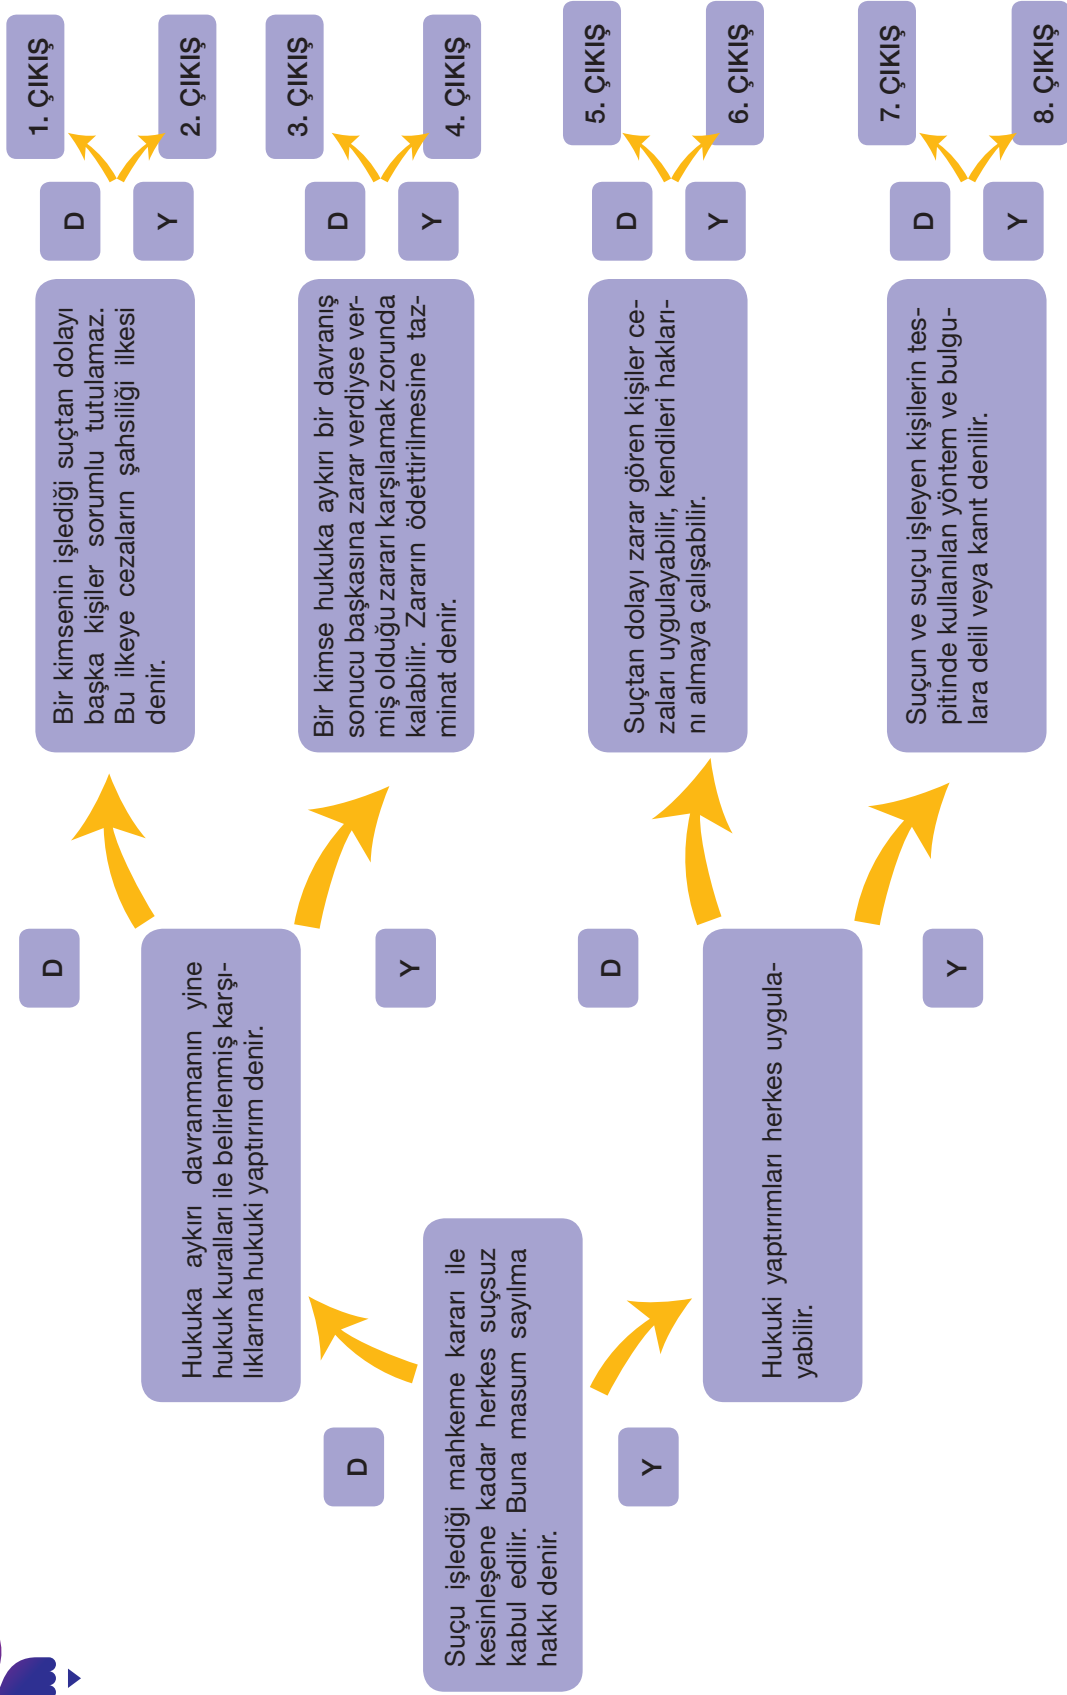 Suçu işlediği mahkeme kararı ile
kesinleşene kadar herkes suçsuz
kabul edilir. Buna masum sayılma
hakkı denir.
D
Y
Hukuka aykırı davranmanın yine
hukuk kuralları ile belirlenmiş karşı-
lıklarına hukuki yaptırım denir.
D
Y
Hukuki yaptırımları herkes uygula-
yabilir.
D
Y
Bir kimsenin işlediği suçtan dolayı
başka kişiler sorumlu tutulamaz.
Bu ilkeye cezaların şahsiliği ilkesi
denir.
D
Y
Bir kimse hukuka aykırı bir davranış
sonucu başkasına zarar verdiyse ver-
miş olduğu zararı karşılamak zorunda
kalabilir. Zararın ödettirilmesine taz-
minat denir.
D
Y
Suçtan dolayı zarar gören kişiler ce-
zaları uygulayabilir, kendileri hakları-
nı almaya çalışabilir.
D
Y
Suçun ve suçu işleyen kişilerin tes-
pitinde kullanılan yöntem ve bulgu-
lara delil veya kanıt denilir.
D
Y
1. ÇIKIŞ
2. ÇIKIŞ
3. ÇIKIŞ
4. ÇIKIŞ
5. ÇIKIŞ
6. ÇIKIŞ
7. ÇIKIŞ
8. ÇIKIŞ